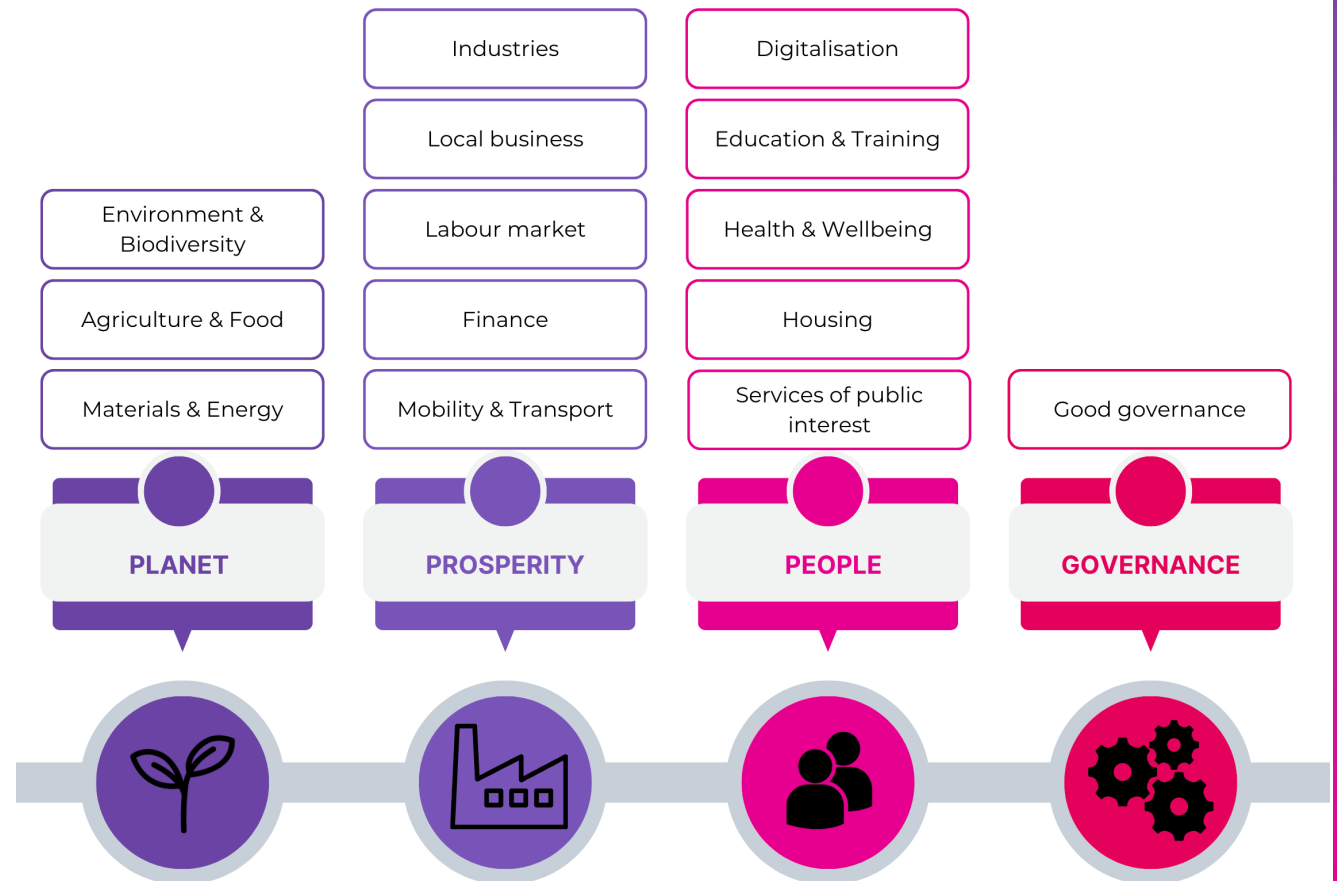 Industries
Digitalisation
Local business
Education & Training
Environment &
Biodiversity
Labour market
Health & Wellbeing
Agriculture & Food
Finance
Housing
Materials & Energy
Mobility & Transport
Services of public
interest
Good governance
PLANET
PROSPERITY
PEOPLE
GOVERNANCE